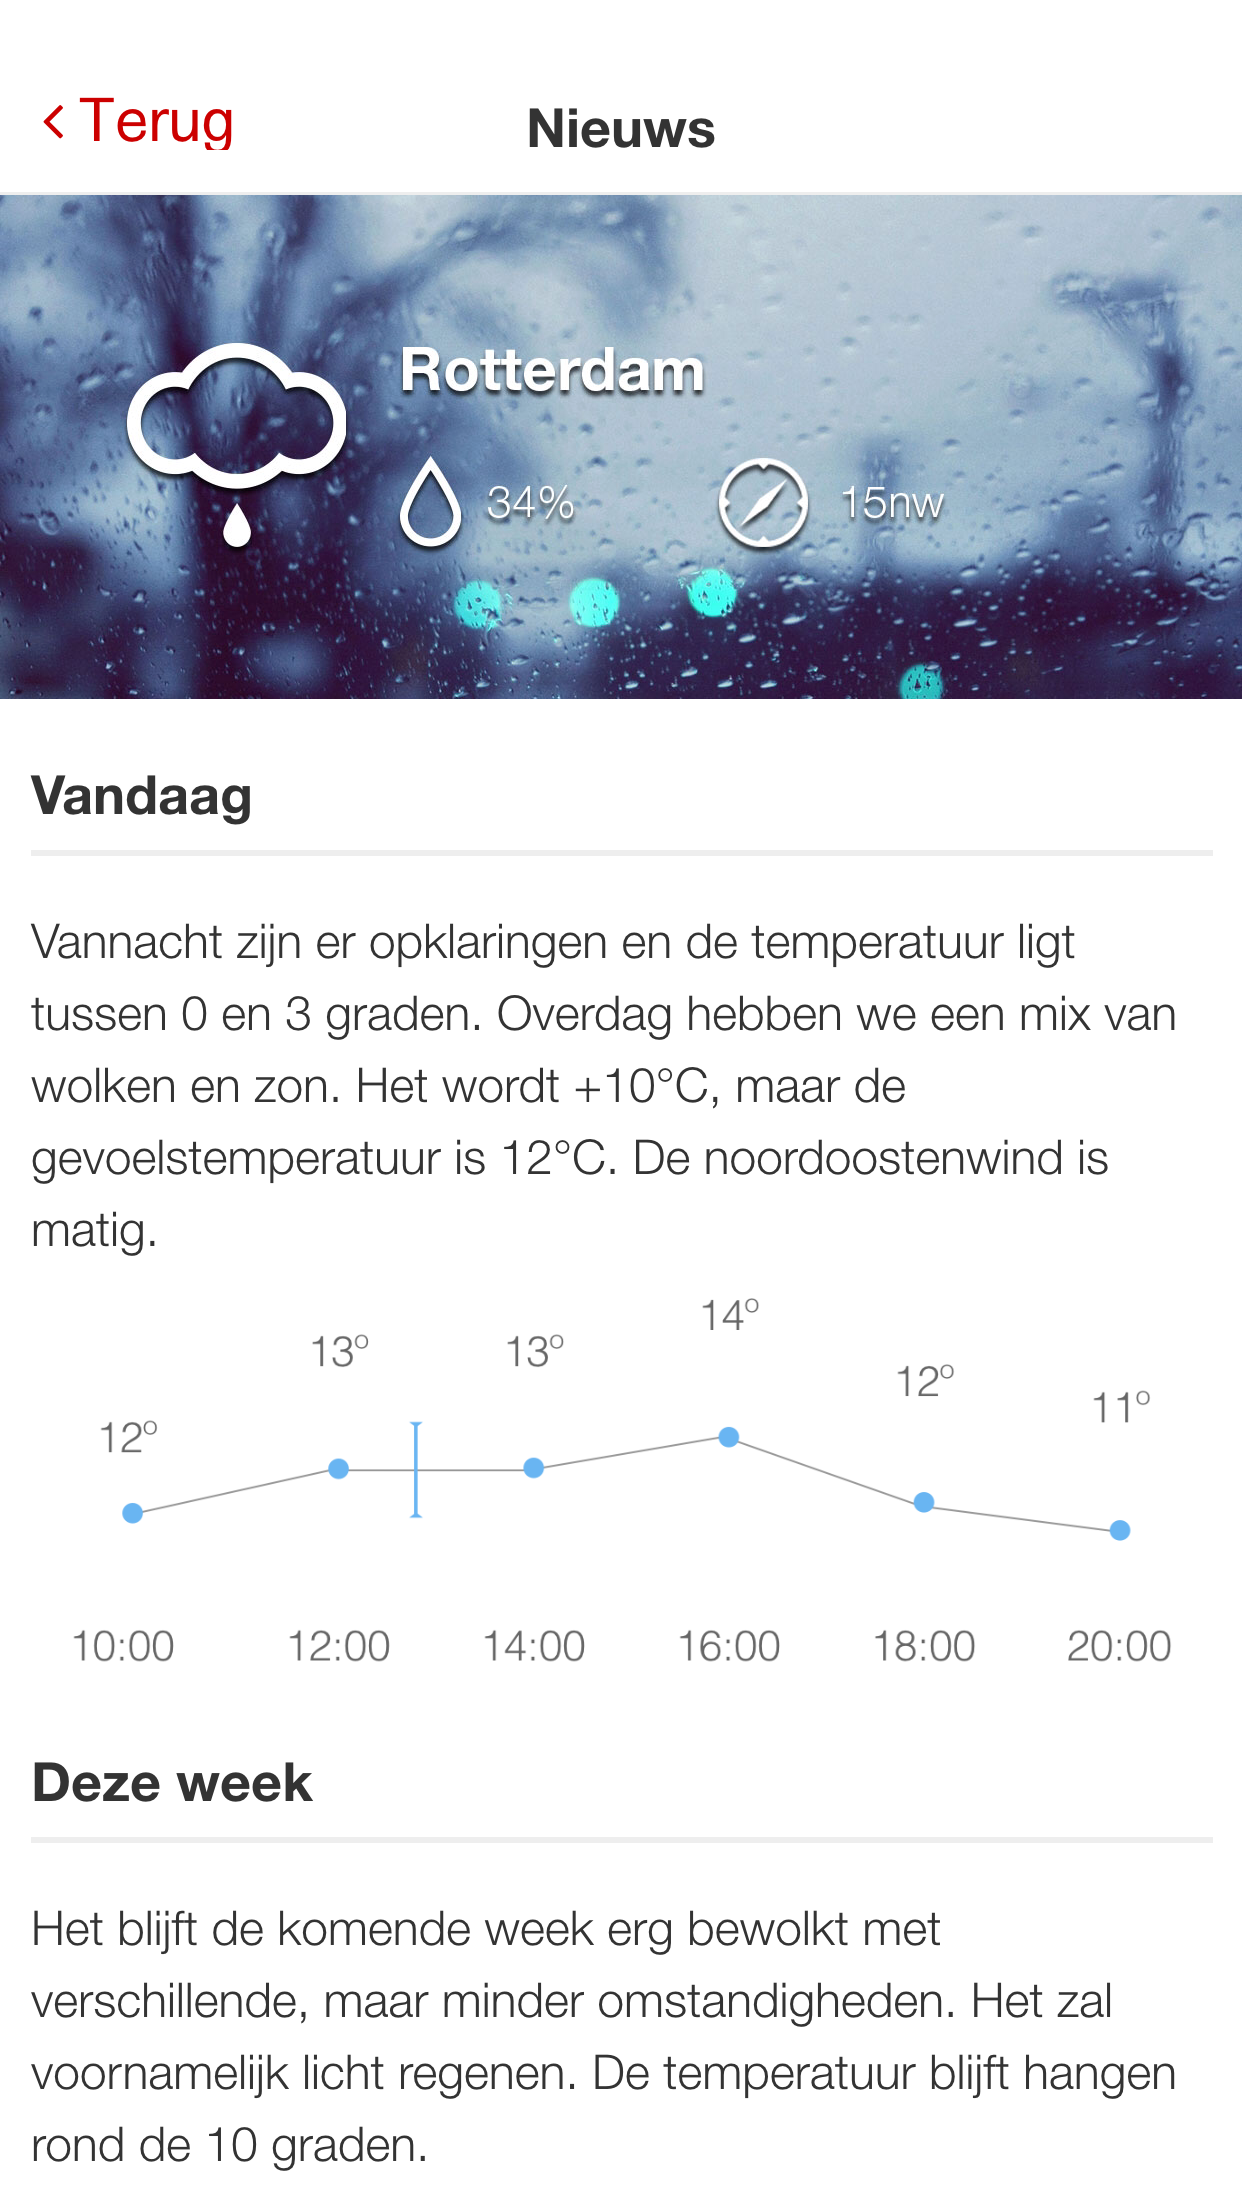 Terug
Nieuws
Rotterdam
34%
15nw
Vandaag
Vannacht zijn er opklaringen en de temperatuur ligt
tussen 0 en 3 graden. Overdag hebben we een mix van
wolken en zon. Het wordt +10°C, maar de
gevoelstemperatuur is 12°C. De noordoostenwind is
matig.
12° 13° 13° 14° 12° 11°
10:00 12:00 14:00 16:00 18:00 20:00
Deze week
Het blijft de komende week erg bewolkt met
verschillende, maar minder omstandigheden. Het zal
voornamelijk licht regenen. De temperatuur blijft hangen
rond de 10 graden.